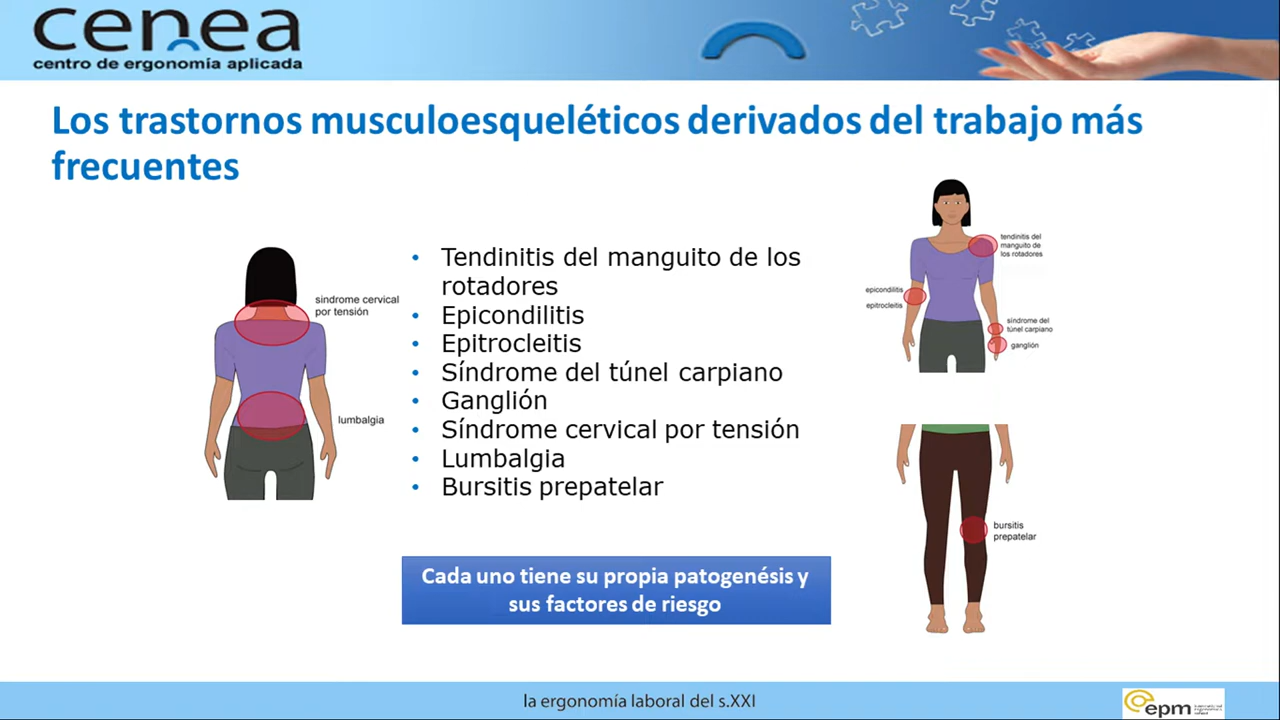 cenea
centro de ergonomía aplicada
Los trastornos musculoesqueléticos derivados del trabajo más
frecuentes
síndrome cervical
por tensión
lumbalgia
• Tendinitis del manguito de los
rotadores
• Epicondilitis
• Epitrocleitis
• Síndrome del túnel carpiano
• Ganglión
• Síndrome cervical por tensión
• Lumbalgia
• Bursitis prepatelar
tendinitis del
manguito de
los rotadores
epicondilitis
epitrocleitis
síndrome del
túnel carpiano
ganglión
bursitis
prepatelar
Cada uno tiene su propia patogenésis y
sus factores de riesgo
la ergonomía laboral del s.XXI
epm